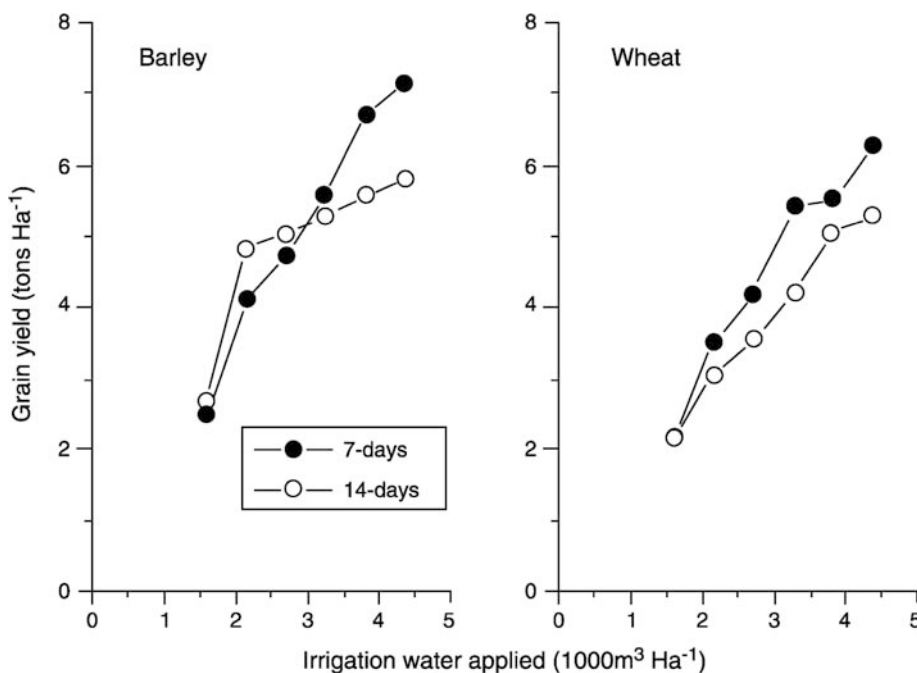 Barley
Wheat
8
6
4
2
0
Grain yield (tons Ha⁻¹)
7-days
14-days
0 1 2 3 4 5
0 1 2 3 4 5
8
6
4
2
0
Irrigation water applied (1000m³ Ha⁻¹)